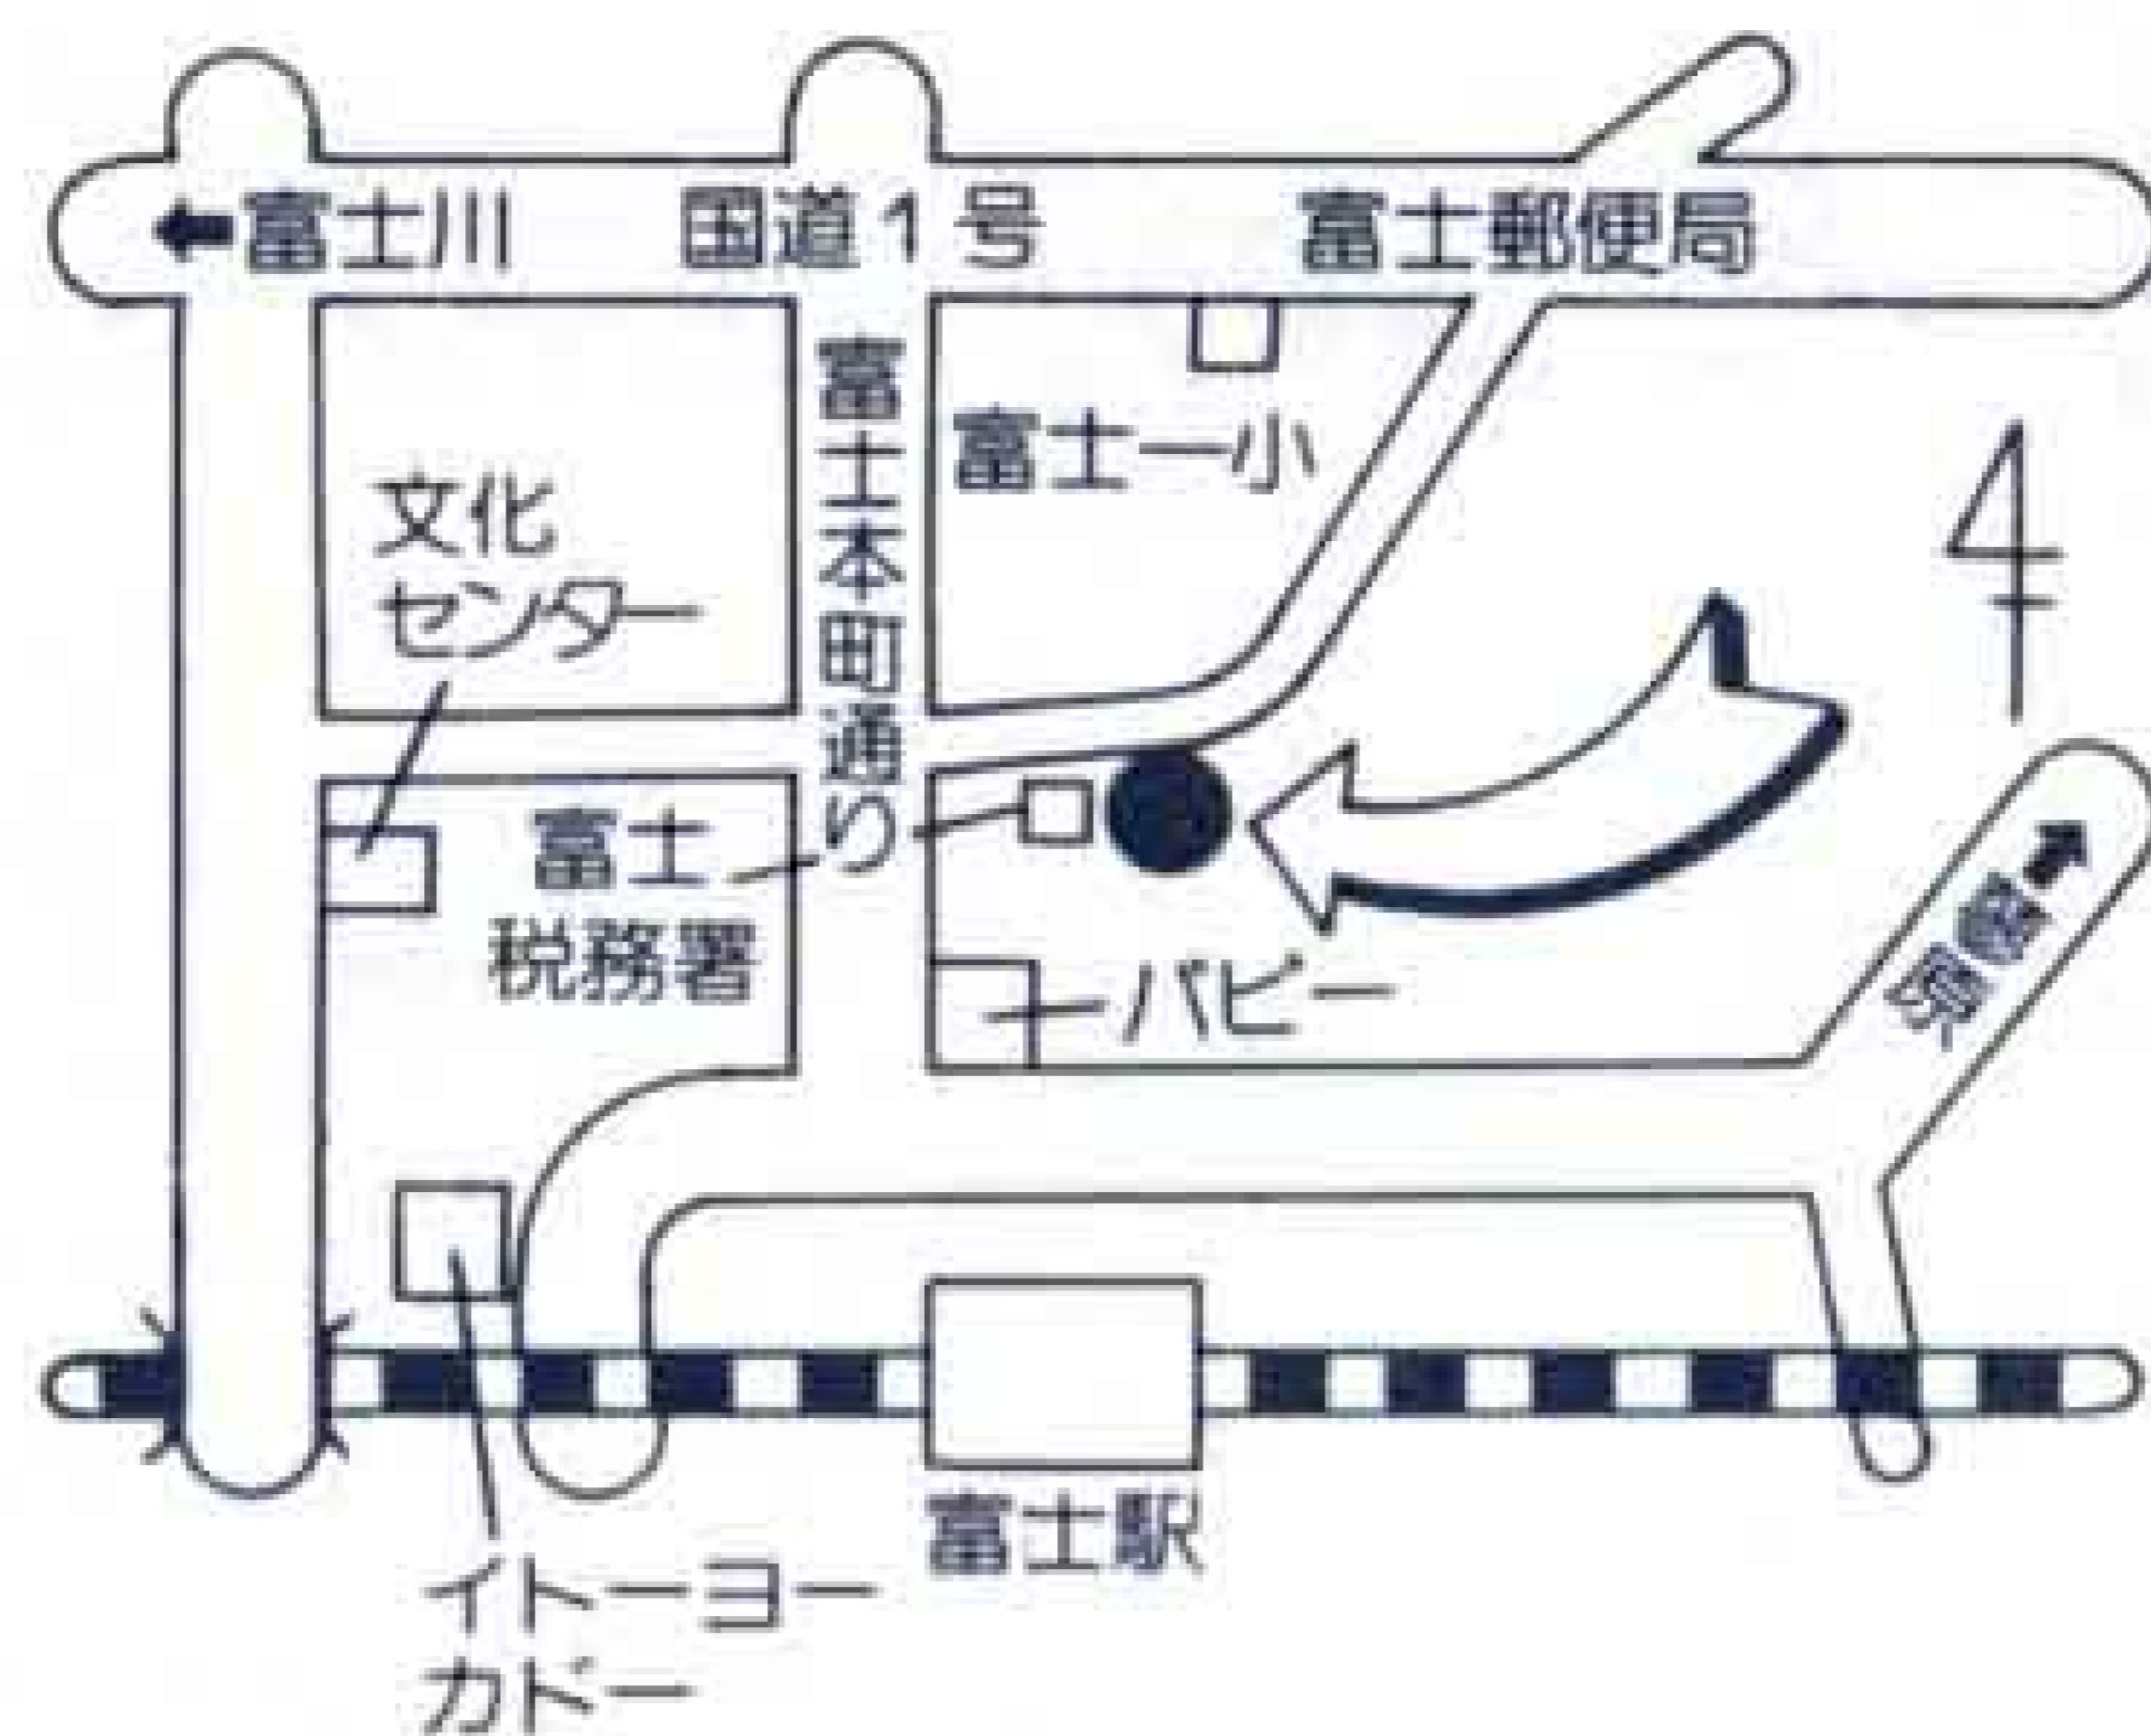 富士川
国道1号
富士郵便局
富士本町通り
富士一小
文化
センター
富士
税務署
パピー
富士駅
イトーヨー
カドー